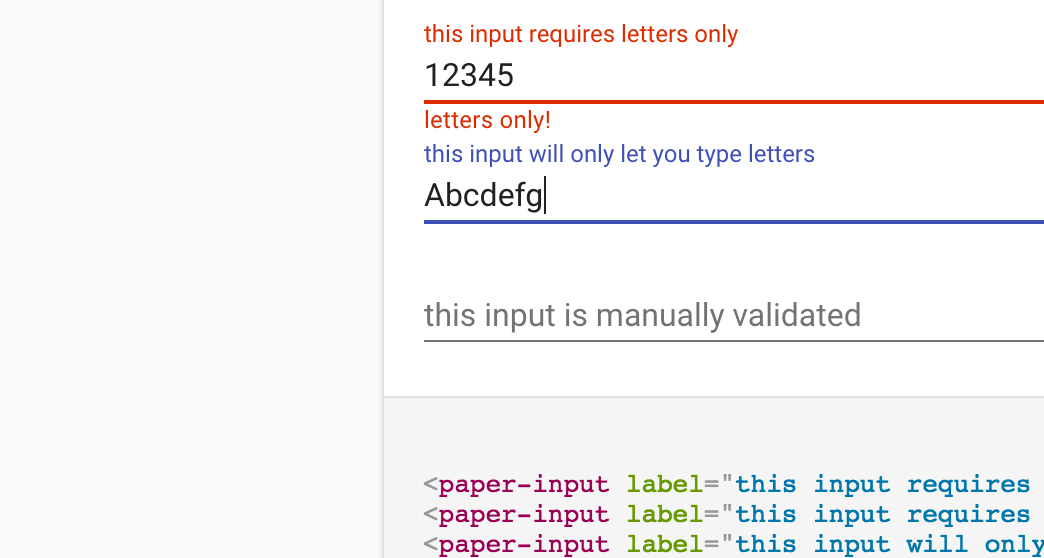 this input requires letters only
12345
letters only!
this input will only let you type letters
Abcdefg
this input is manually validated
<paper-input label="this input requires
<paper-input label="this input requires
<paper-input label="this input will only